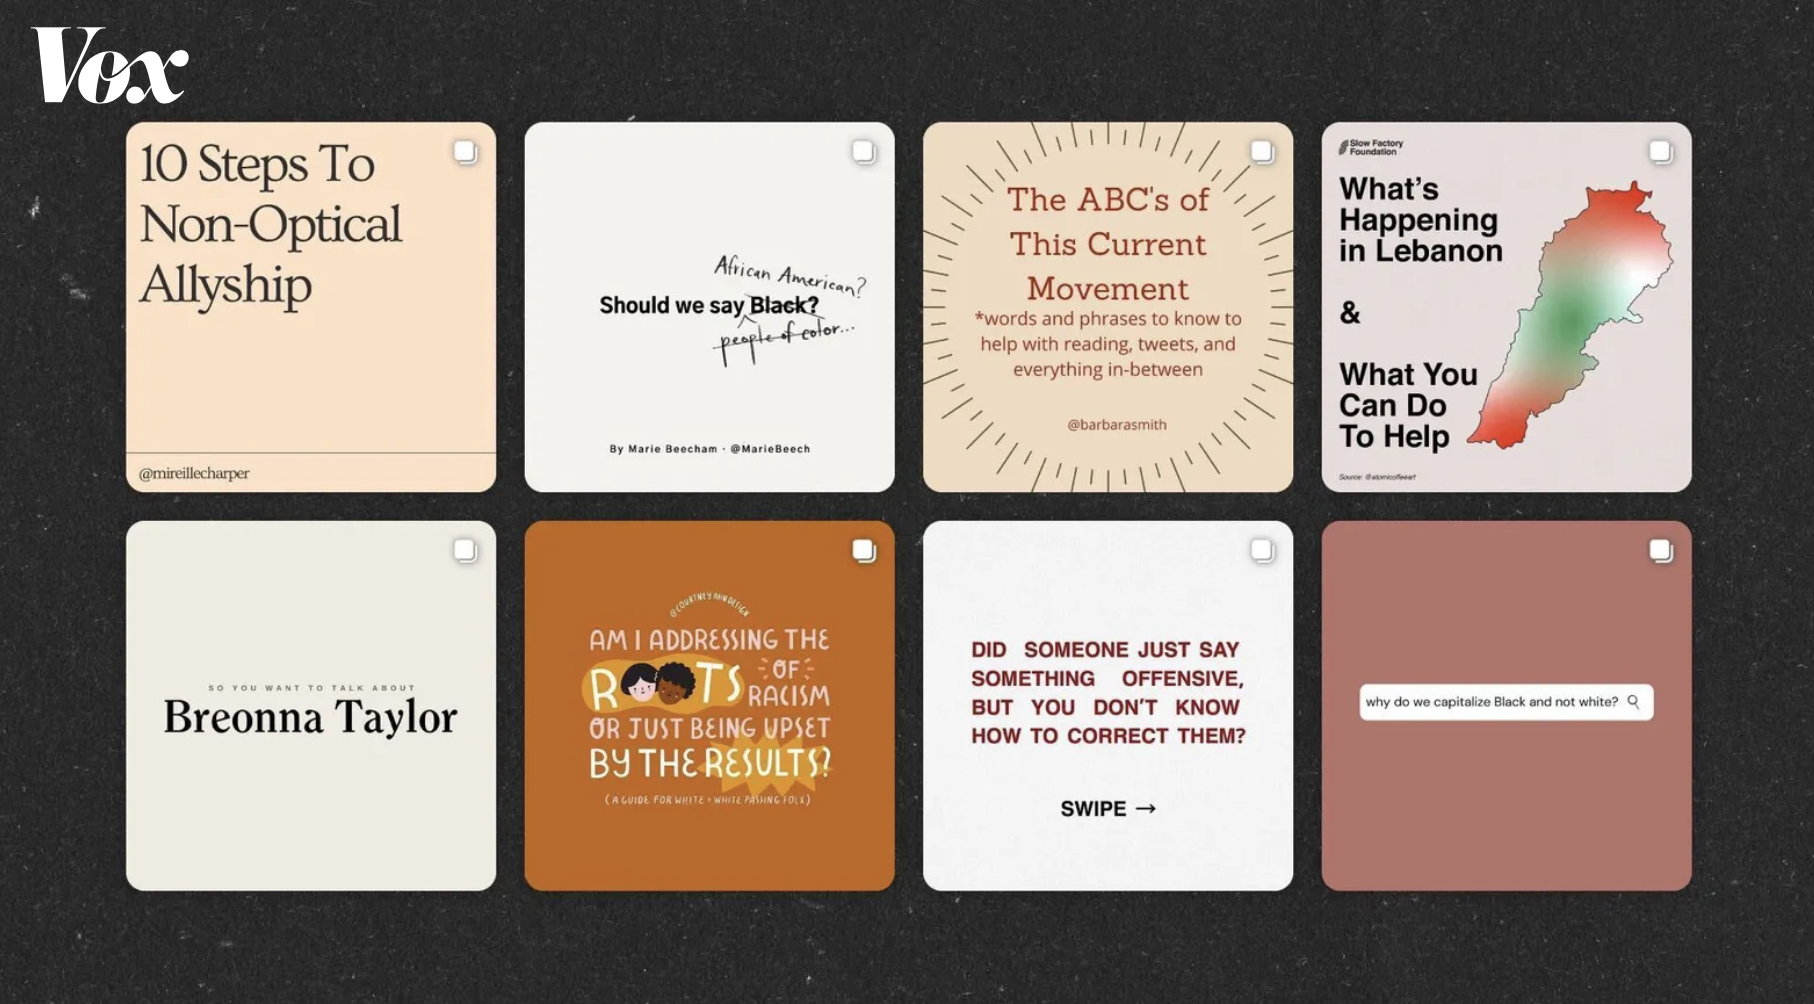 Vox
10 Steps To
Non-Optical
Allyship
@mireillecharper
African American?
Should we say Black?
people of color...
By Marie Beecham · @MarieBeech
The ABC's of
This Current
Movement
*words and phrases to know to
help with reading, tweets, and
everything in-between
@barbarasmith
Slow Factory
Foundation
What's
Happening
in Lebanon
&
What You
Can Do
To Help
Source: @atomicoffeeart
SO YOU WANT TO TALK ABOUT
Breonna Taylor
@COURTNEYAHNDESIGN
AM I ADDRESSING THE
ROOTS OF
RACISM
OR JUST BEING UPSET
BY THE RESULTS?
(A GUIDE FOR WHITE + WHITE PASSING FOLX)
DID SOMEONE JUST SAY
SOMETHING OFFENSIVE,
BUT YOU DON'T KNOW
HOW TO CORRECT THEM?
SWIPE →
why do we capitalize Black and not white?